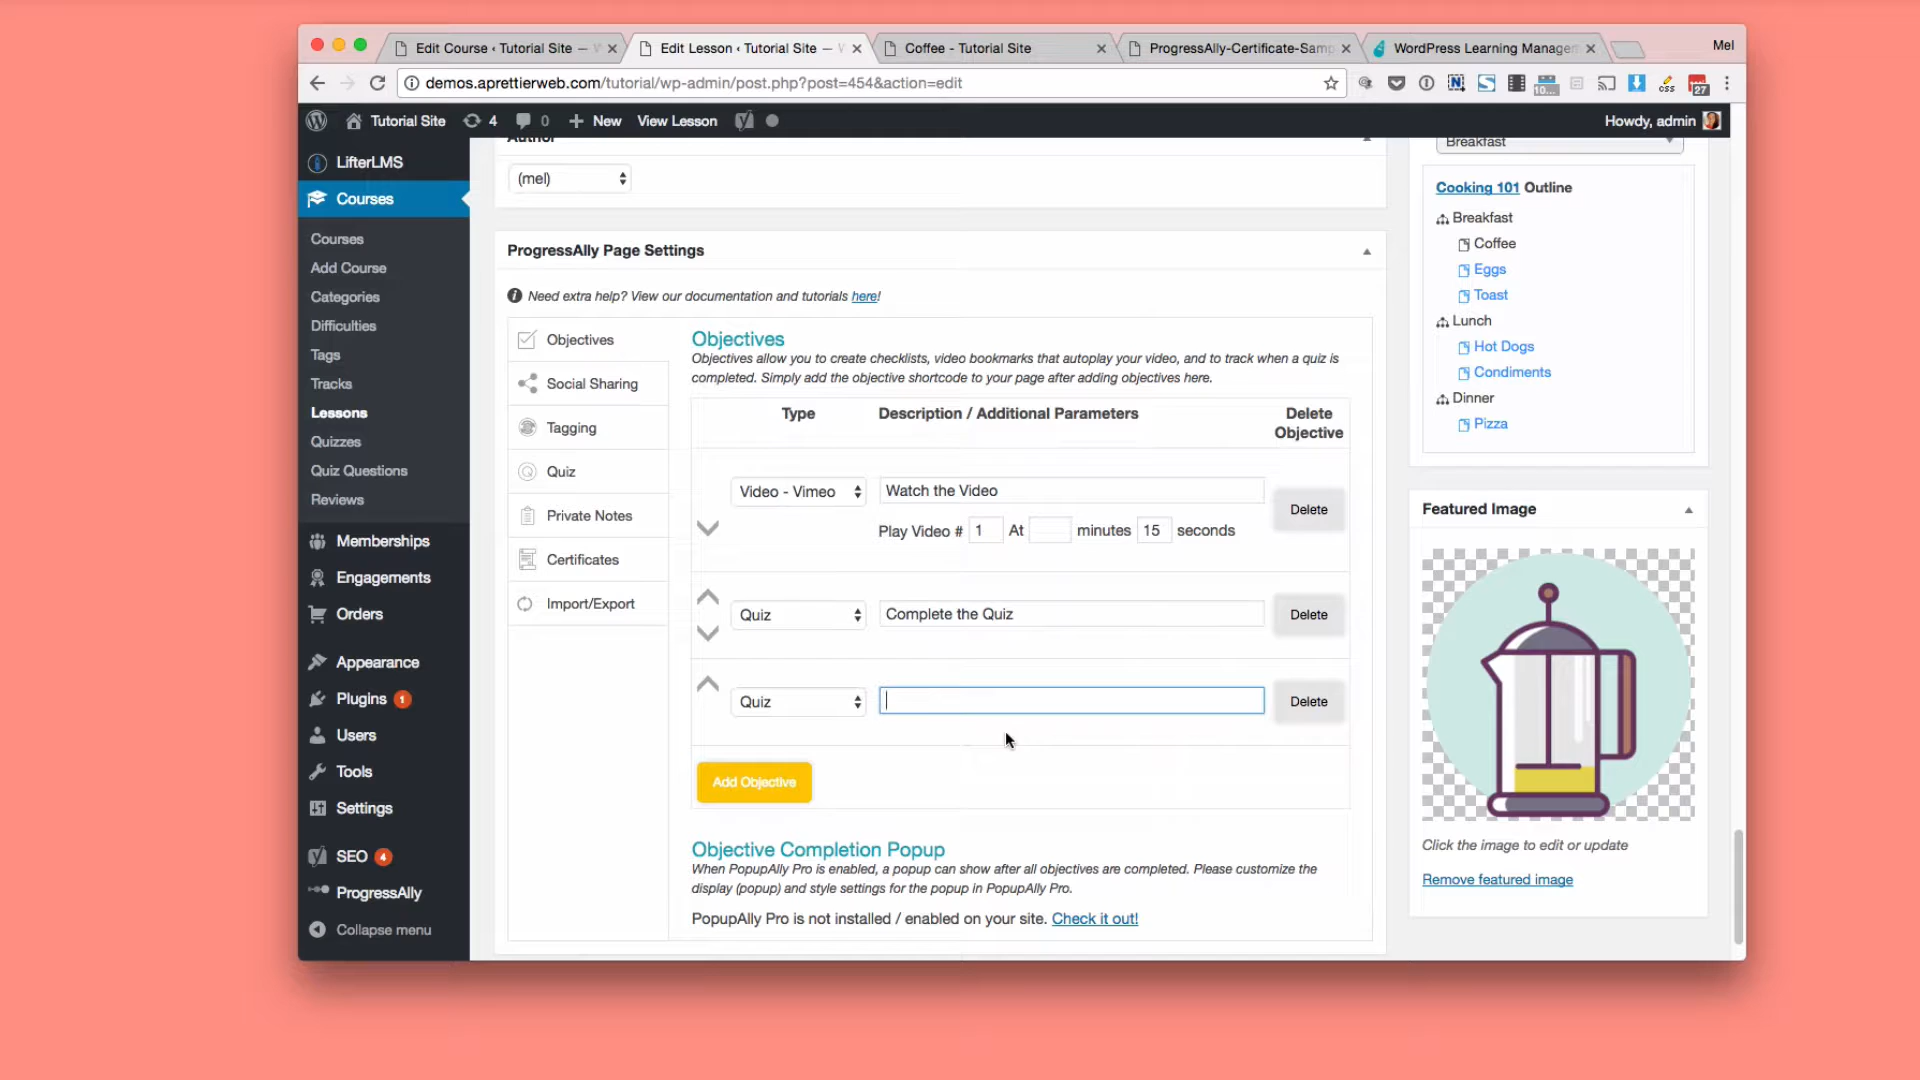 Edit Course ‹ Tutorial Site — W
Edit Lesson ‹ Tutorial Site — W
Coffee - Tutorial Site
ProgressAlly-Certificate-Sam
WordPress Learning Managem
Mel
demos.aprettierweb.com/tutorial/wp-admin/post.php?post=454&action=edit
10...
css
27
Tutorial Site
4
0
New
View Lesson
Howdy, admin
LifterLMS
Courses
Courses
Add Course
Categories
Difficulties
Tags
Tracks
Lessons
Quizzes
Quiz Questions
Reviews
Memberships
Engagements
Orders
Appearance
Plugins 1
Users
Tools
Settings
SEO 4
ProgressAlly
Collapse menu
Author
(mel)
ProgressAlly Page Settings
Need extra help? View our documentation and tutorials here!
Objectives
Social Sharing
Tagging
Quiz
Private Notes
Certificates
Import/Export
Objectives
Objectives allow you to create checklists, video bookmarks that autoplay your video, and to track when a quiz is
completed. Simply add the objective shortcode to your page after adding objectives here.
Type
Description / Additional Parameters
Delete
Objective
Video - Vimeo
Watch the Video
Delete
Play Video # 1 At minutes 15 seconds
Quiz
Complete the Quiz
Delete
Quiz
Delete
Add Objective
Objective Completion Popup
When PopupAlly Pro is enabled, a popup can show after all objectives are completed. Please customize the
display (popup) and style settings for the popup in PopupAlly Pro.
PopupAlly Pro is not installed / enabled on your site. Check it out!
Breakfast
Cooking 101 Outline
Breakfast
Coffee
Eggs
Toast
Lunch
Hot Dogs
Condiments
Dinner
Pizza
Featured Image
Click the image to edit or update
Remove featured image